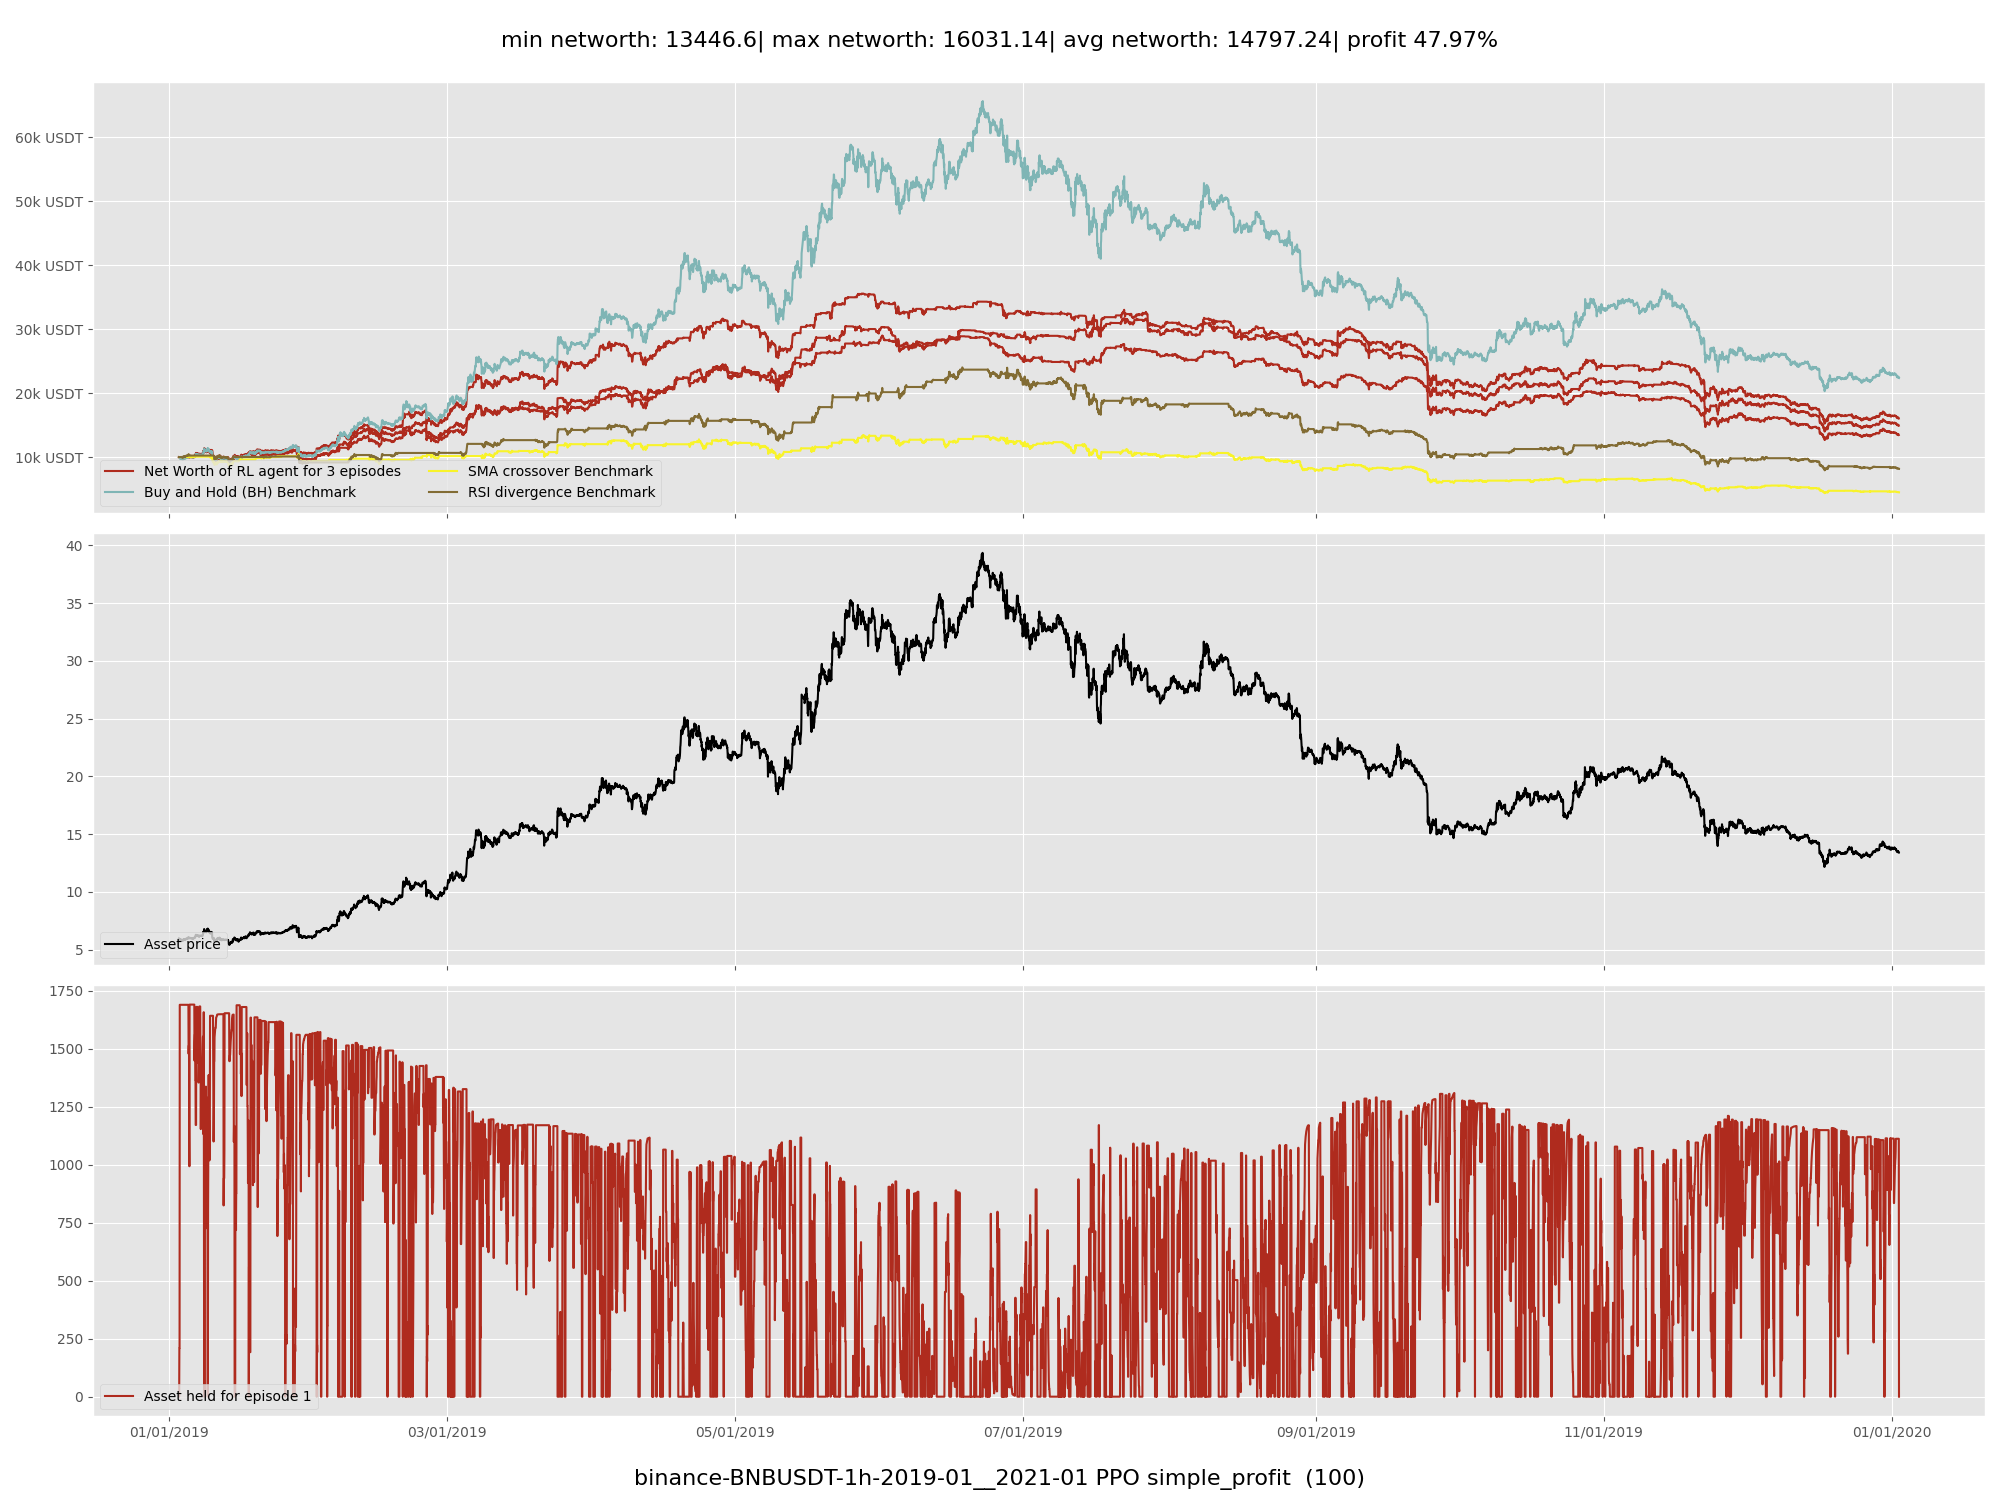 min networth: 13446.6| max networth: 16031.14| avg networth: 14797.24| profit 47.97%
60k USDT
50k USDT
40k USDT
30k USDT
20k USDT
10k USDT
Net Worth of RL agent for 3 episodes
Buy and Hold (BH) Benchmark
SMA crossover Benchmark
RSI divergence Benchmark
40
35
30
25
20
15
10
5
Asset price
1750
1500
1250
1000
750
500
250
0
Asset held for episode 1
01/01/2019 03/01/2019 05/01/2019 07/01/2019 09/01/2019 11/01/2019 01/01/2020
binance-BNBUSDT-1h-2019-01__2021-01 PPO simple_profit (100)